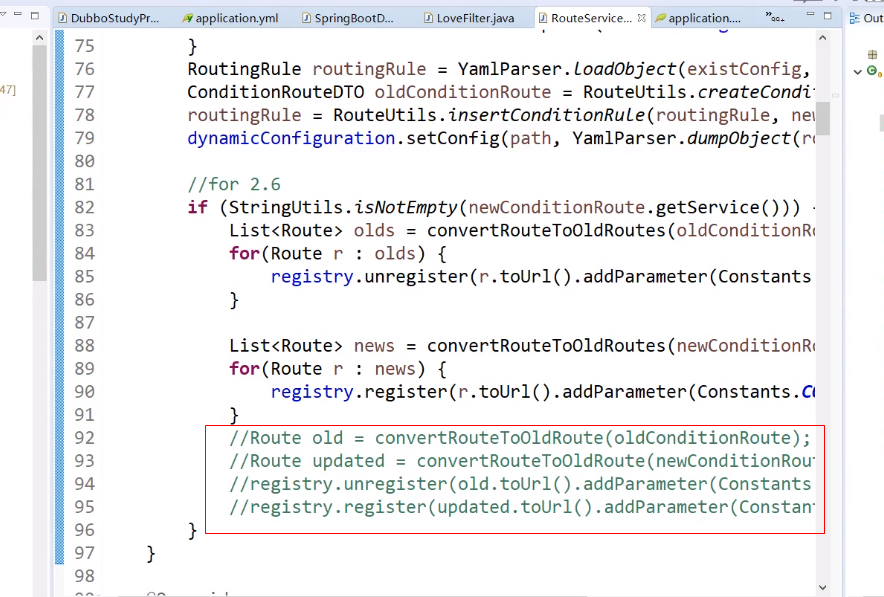 DubboStudyPr...
application.yml
SpringBootD...
LoveFilter.java
RouteService...
application....
Out
47]
75 }
76 RoutingRule routingRule = YamlParser.loadObject(existConfig,
77 ConditionRouteDTO oldConditionRoute = RouteUtils.createCondit
78 routingRule = RouteUtils.insertConditionRule(routingRule, new
79 dynamicConfiguration.setConfig(path, YamlParser.dumpObject(ro
80
81 //for 2.6
82 if (StringUtils.isNotEmpty(newConditionRoute.getService())) {
83 List<Route> olds = convertRouteToOldRoutes(oldConditionRo
84 for(Route r : olds) {
85 registry.unregister(r.toUrl().addParameter(Constants
86 }
87
88 List<Route> news = convertRouteToOldRoutes(newConditionRo
89 for(Route r : news) {
90 registry.register(r.toUrl().addParameter(Constants.CO
91 }
92 //Route old = convertRouteToOldRoute(oldConditionRoute);
93 //Route updated = convertRouteToOldRoute(newConditionRout
94 //registry.unregister(old.toUrl().addParameter(Constants
95 //registry.register(updated.toUrl().addParameter(Constant
96 }
97 }
98